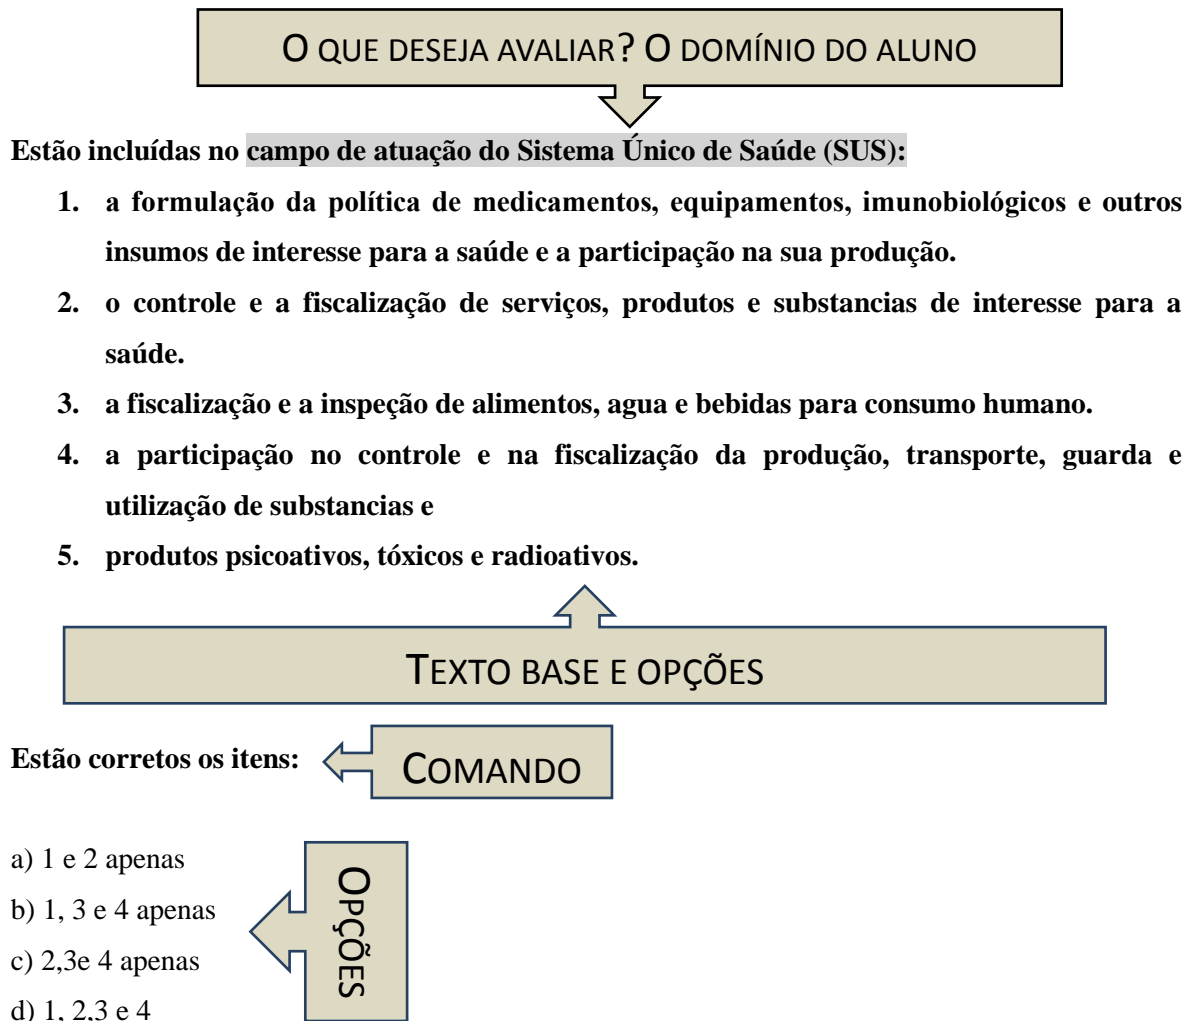 O QUE DESEJA AVALIAR? O DOMÍNIO DO ALUNO
Estão incluídas no campo de atuação do Sistema Único de Saúde (SUS):
1. a formulação da política de medicamentos, equipamentos, imunobiológicos e outros
insumos de interesse para a saúde e a participação na sua produção.
2. o controle e a fiscalização de serviços, produtos e substancias de interesse para a
saúde.
3. a fiscalização e a inspeção de alimentos, agua e bebidas para consumo humano.
4. a participação no controle e na fiscalização da produção, transporte, guarda e
utilização de substancias e
5. produtos psicoativos, tóxicos e radioativos.
TEXTO BASE E OPÇÕES
Estão corretos os itens:
COMANDO
a) 1 e 2 apenas
b) 1, 3 e 4 apenas
c) 2,3e 4 apenas
d) 1, 2,3 e 4
OPÇÕES